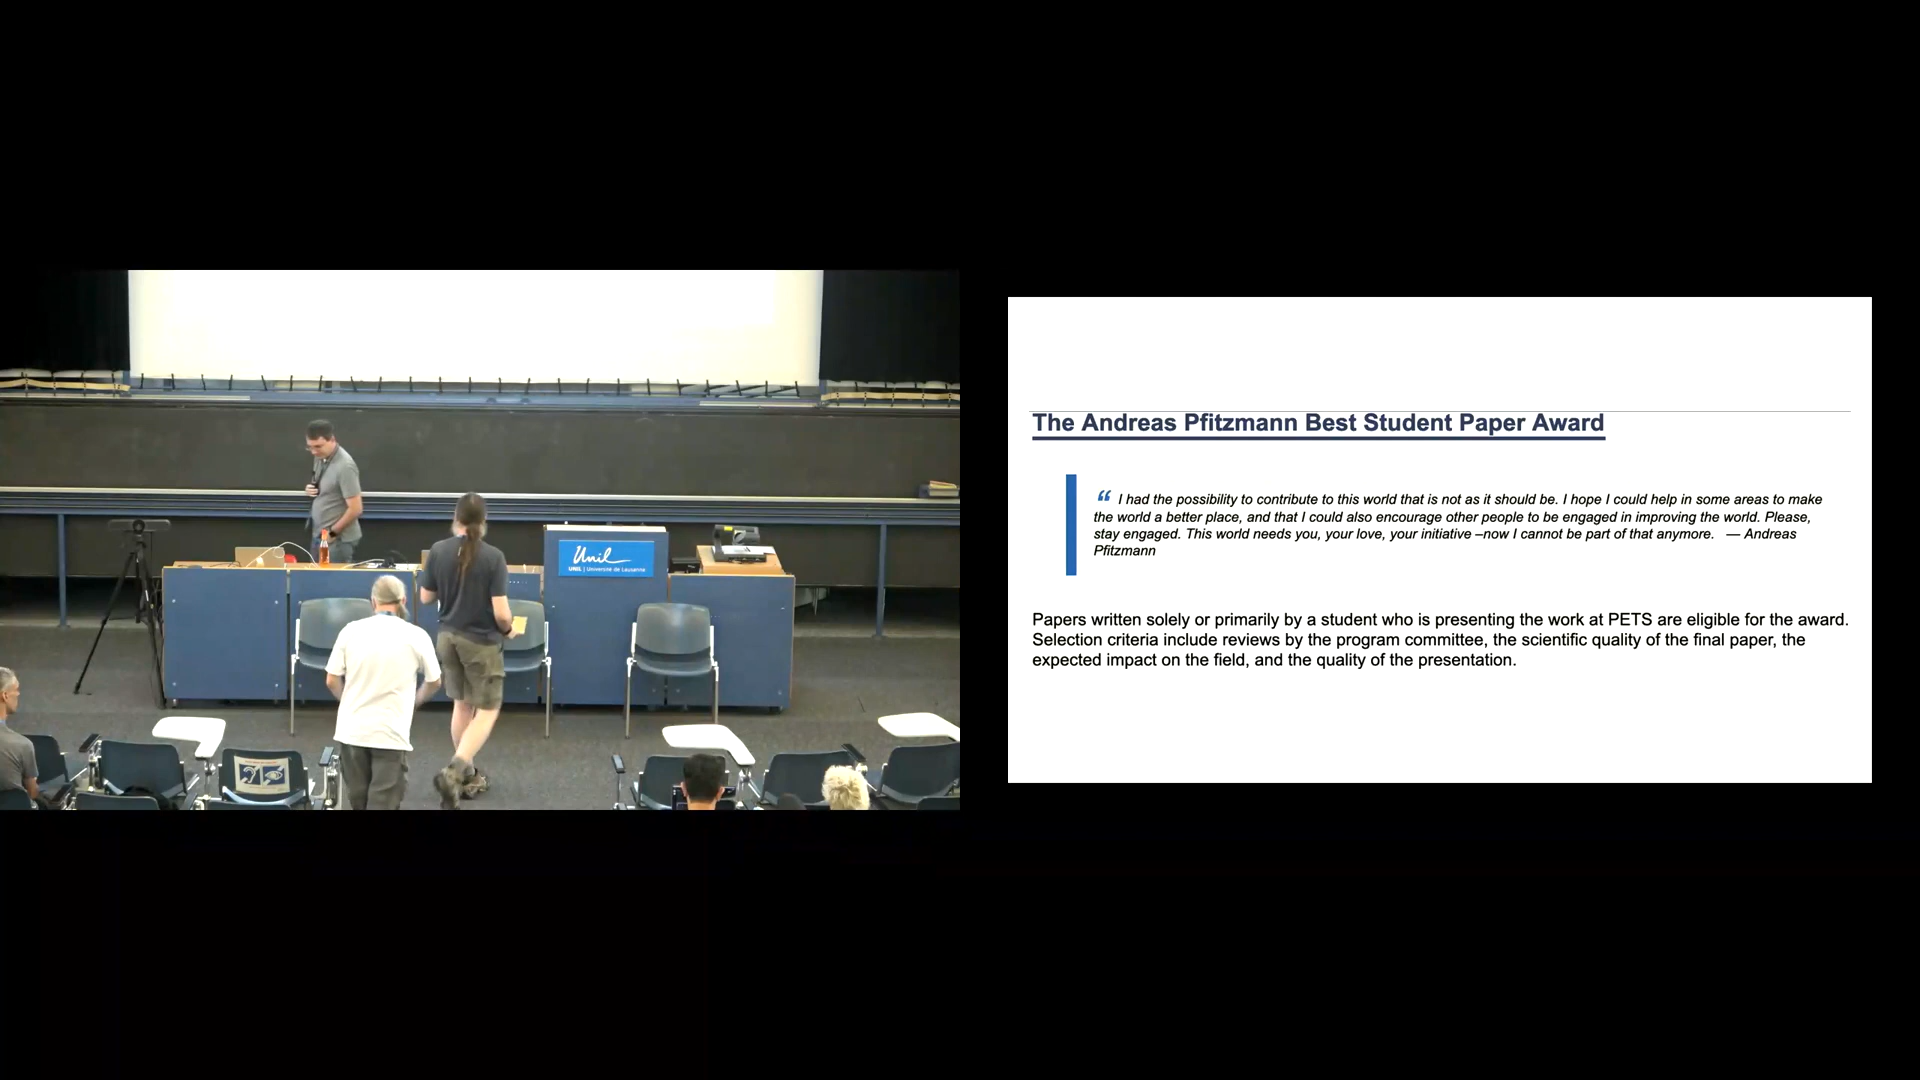 Unil
UNIL | Université de Lausanne
The Andreas Pfitzmann Best Student Paper Award
“ I had the possibility to contribute to this world that is not as it should be. I hope I could help in some areas to make
the world a better place, and that I could also encourage other people to be engaged in improving the world. Please,
stay engaged. This world needs you, your love, your initiative –now I cannot be part of that anymore. — Andreas
Pfitzmann
Papers written solely or primarily by a student who is presenting the work at PETS are eligible for the award.
Selection criteria include reviews by the program committee, the scientific quality of the final paper, the
expected impact on the field, and the quality of the presentation.